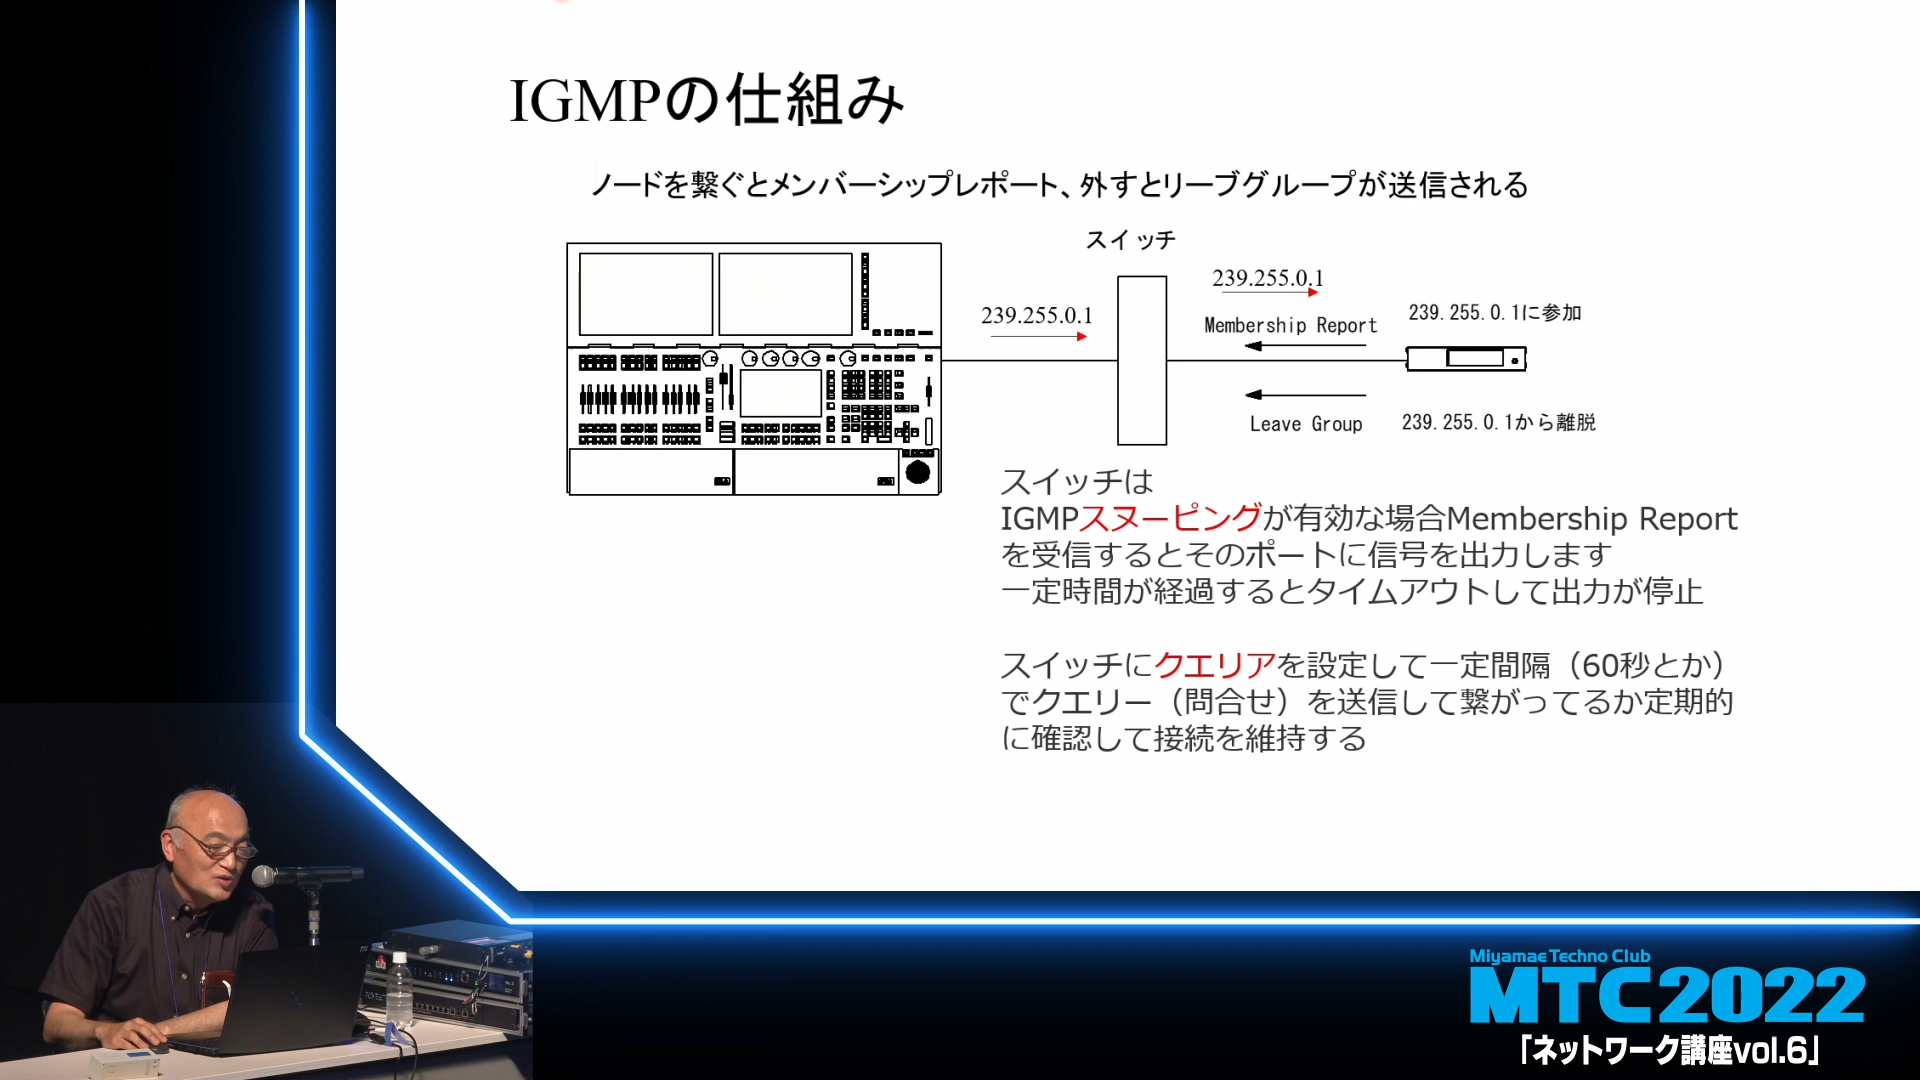 IGMPの仕組み
ノードを繋ぐとメンバーシップレポート、外すとリーブグループが送信される
スイッチ
239.255.0.1
239.255.0.1
Membership Report
239.255.0.1に参加
Leave Group
239.255.0.1から離脱
スイッチは
IGMPスヌーピングが有効な場合Membership Report
を受信するとそのポートに信号を出力します
一定時間が経過するとタイムアウトして出力が停止
スイッチにクエリアを設定して一定間隔（60秒とか）
でクエリー（問合せ）を送信して繋がってるか定期的
に確認して接続を維持する
Miyamae Techno Club
MTC2022
「ネットワーク講座vol.6」